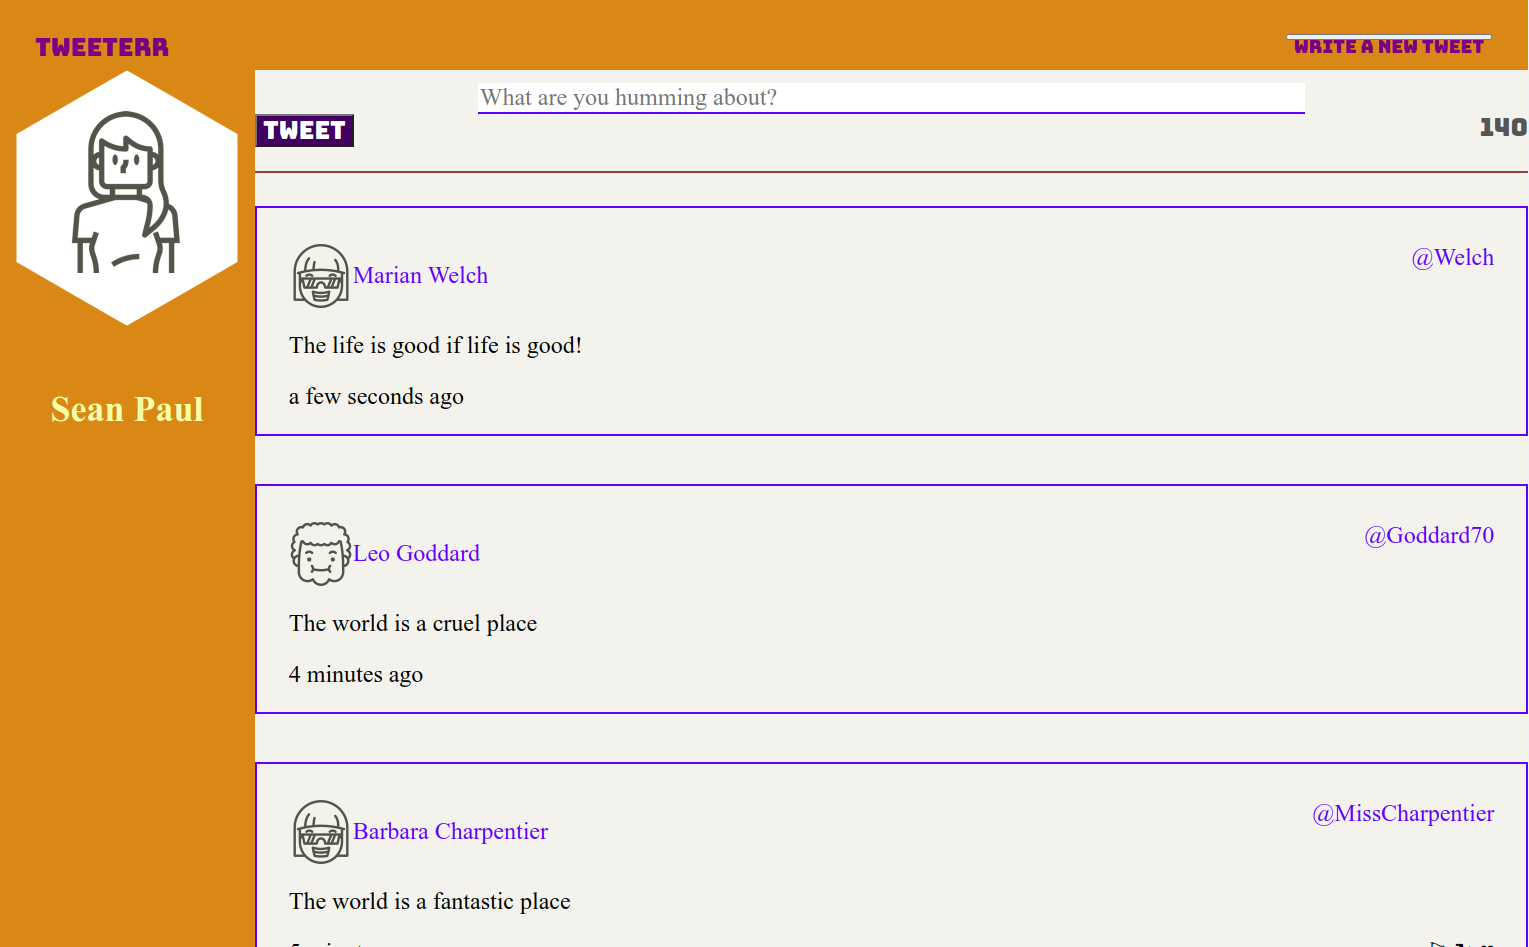 TWEETERR
WRITE A NEW TWEET
What are you humming about?
TWEET
140
Sean Paul
Marian Welch
@Welch
The life is good if life is good!
a few seconds ago
Leo Goddard
@Goddard70
The world is a cruel place
4 minutes ago
Barbara Charpentier
@MissCharpentier
The world is a fantastic place